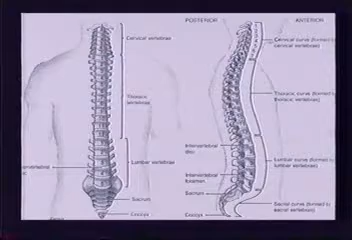 POSTERIOR
ANTERIOR
Cervical vertebrae
Cervical curve (formed by
cervical vertebrae)
Thoracic
vertebrae
Thoracic curve (formed by
thoracic vertebrae)
Intervertebral
disc
Lumbar vertebrae
Lumbar curve (formed by
lumbar vertebrae)
Intervertebral
foramen
Sacrum
Sacrum
Sacral curve (formed by
sacrum)
Coccyx
Coccyx